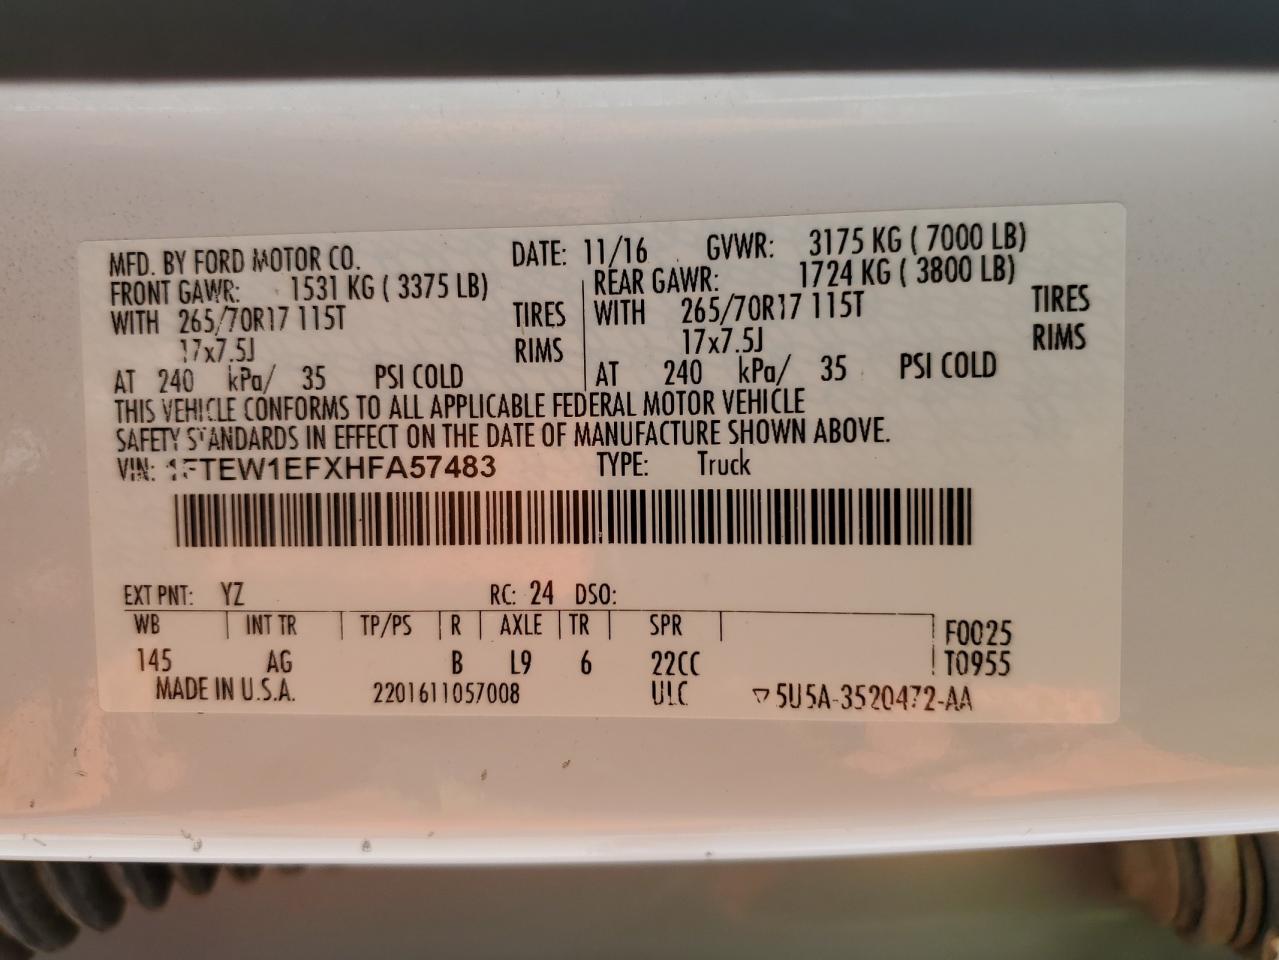 MFD. BY FORD MOTOR CO. DATE: 11/16 GVWR: 3175 KG ( 7000 LB)
FRONT GAWR: 1531 KG ( 3375 LB) REAR GAWR: 1724 KG ( 3800 LB)
WITH 265/70R17 115T TIRES WITH 265/70R17 115T TIRES
17x7.5J RIMS 17x7.5J RIMS
AT 240 kPa/ 35 PSI COLD AT 240 kPa/ 35 PSI COLD
THIS VEHICLE CONFORMS TO ALL APPLICABLE FEDERAL MOTOR VEHICLE
SAFETY STANDARDS IN EFFECT ON THE DATE OF MANUFACTURE SHOWN ABOVE.
VIN: 1FTEW1EFXHFA57483 TYPE: Truck
EXT PNT: YZ RC: 24 DSO:
WB INT TR TP/PS R AXLE TR SPR F0025
145 AG B L9 6 22CC T0955
MADE IN U.S.A. 2201611057008 ULC 5U5A-3520472-AA